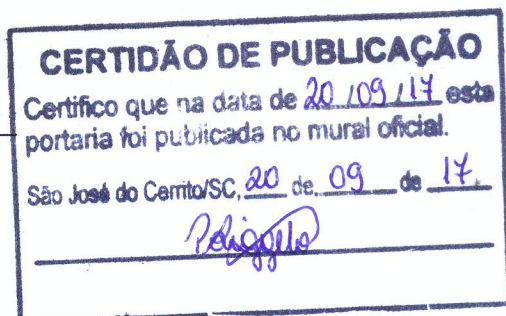 CERTIDÃO DE PUBLICAÇÃO
Certifico que na data de 20/09/17 esta
portaria foi publicada no mural oficial.
São José do Cerrito/SC, 20 de 09 de 17.